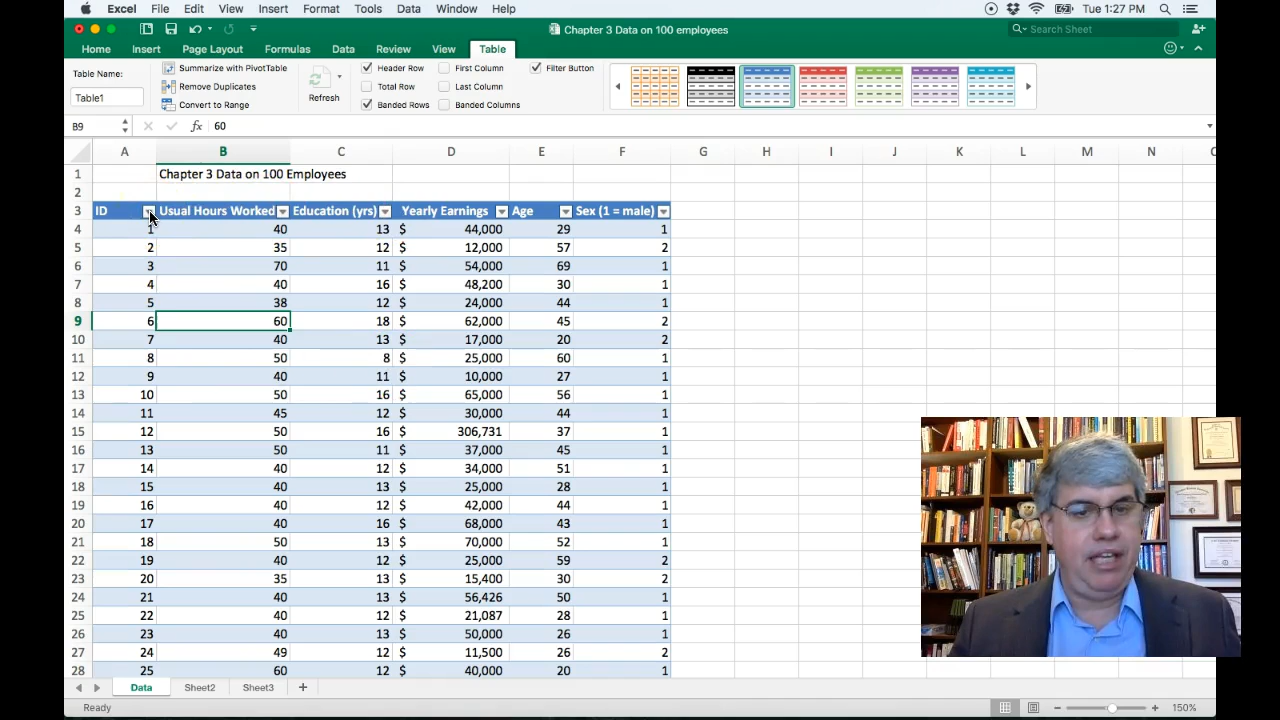 Excel File Edit View Insert Format Tools Data Window Help Tue 1:27 PM
Chapter 3 Data on 100 employees Search Sheet
Home Insert Page Layout Formulas Data Review View Table
Table Name: Summarize with PivotTable Header Row First Column Filter Button
Remove Duplicates Total Row Last Column
Table1 Convert to Range Refresh Banded Rows Banded Columns
B9 fx 60
A B C D E F G H I J K L M N
1 Chapter 3 Data on 100 Employees
2
3 ID Usual Hours Worked Education (yrs) Yearly Earnings Age Sex (1 = male)
4 1 40 13 $ 44,000 29 1
5 2 35 12 $ 12,000 57 2
6 3 70 11 $ 54,000 69 1
7 4 40 16 $ 48,200 30 1
8 5 38 12 $ 24,000 44 1
9 6 60 18 $ 62,000 45 2
10 7 40 13 $ 17,000 20 2
11 8 50 8 $ 25,000 60 1
12 9 40 11 $ 10,000 27 1
13 10 50 16 $ 65,000 56 1
14 11 45 12 $ 30,000 44 1
15 12 50 16 $ 306,731 37 1
16 13 50 11 $ 37,000 45 1
17 14 40 12 $ 34,000 51 1
18 15 40 13 $ 25,000 28 1
19 16 40 12 $ 42,000 44 1
20 17 40 16 $ 68,000 43 1
21 18 50 13 $ 70,000 52 1
22 19 40 12 $ 25,000 59 2
23 20 35 13 $ 15,400 30 2
24 21 40 13 $ 56,426 50 1
25 22 40 12 $ 21,087 28 1
26 23 40 13 $ 50,000 26 1
27 24 49 12 $ 11,500 26 2
28 25 60 12 $ 40,000 20 1
Data Sheet2 Sheet3
Ready 150%